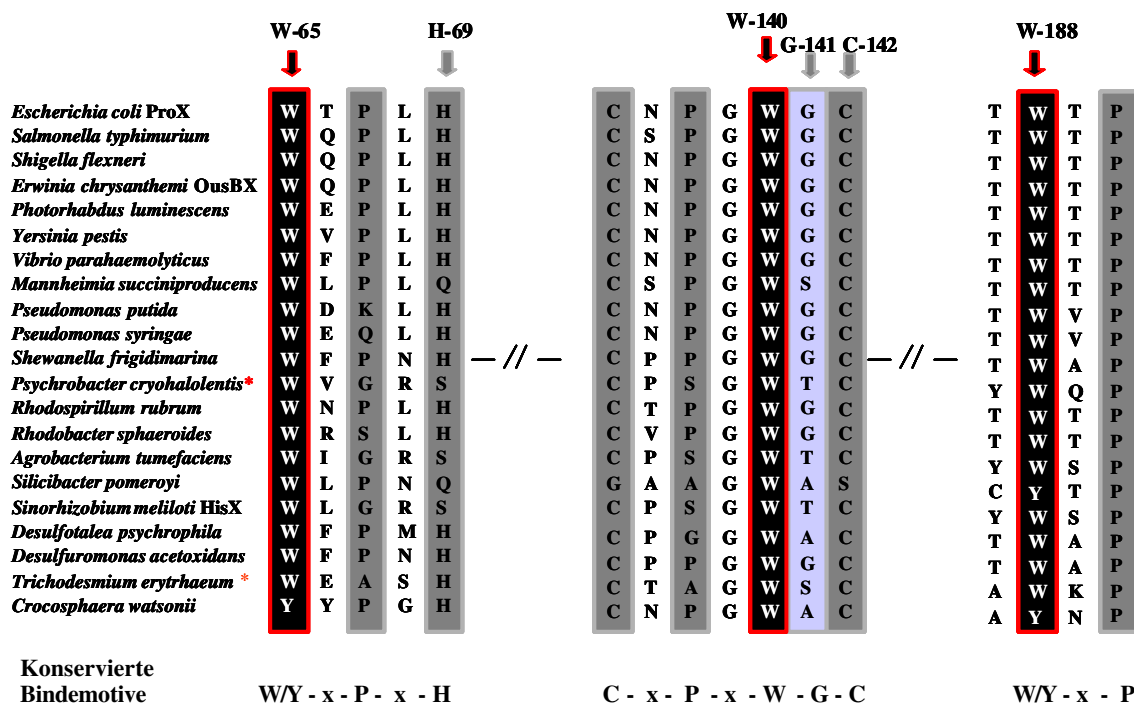 W-65 H-69 W-140 G-141 C-142 W-188
Escherichia coli ProX W T P L H C N P G W G C T W T P
Salmonella typhimurium W Q P L H C S P G W G C T W T P
Shigella flexneri W Q P L H C N P G W G C T W T P
Erwinia chrysanthemi OusBX W Q P L H C N P G W G C T W T P
Photorhabdus luminescens W E P L H C N P G W G C T W T P
Yersinia pestis W V P L H C N P G W G C T W T P
Vibrio parahaemolyticus W F P L H C N P G W G C T W T P
Mannheimia succiniproducens W L P L Q C S P G W S C T W T P
Pseudomonas putida W D K L H C N P G W G C T W V P
Pseudomonas syringae W E Q L H C N P G W G C T W V P
Shewanella frigidimarina W F P N H — // — C P P G W G C — // — T W A P
Psychrobacter cryohalolentis* W V G R S C P S G W T C Y W Q P
Rhodospirillum rubrum W N P L H C T P G W G C T W T P
Rhodobacter sphaeroides W R S L H C V P G W G C T W T P
Agrobacterium tumefaciens W I G R S C P S G W T C Y W S P
Silicibacter pomeroyi W L P N Q G A A G W A S C Y T P
Sinorhizobium meliloti HisX W L G R S C P S G W T C Y W S P
Desulfotalea psychrophila W F P M H C P G G W A C T W A P
Desulfuromonas acetoxidans W F P N H C P P G W G C T W A P
Trichodesmium erytrhaeum * W E A S H C T A G W S C A W K P
Crocosphaera watsonii Y Y P G H C N P G W A C A Y N P
Konservierte
Bindemotive W/Y - x - P - x - H C - x - P - x - W - G - C W/Y - x - P